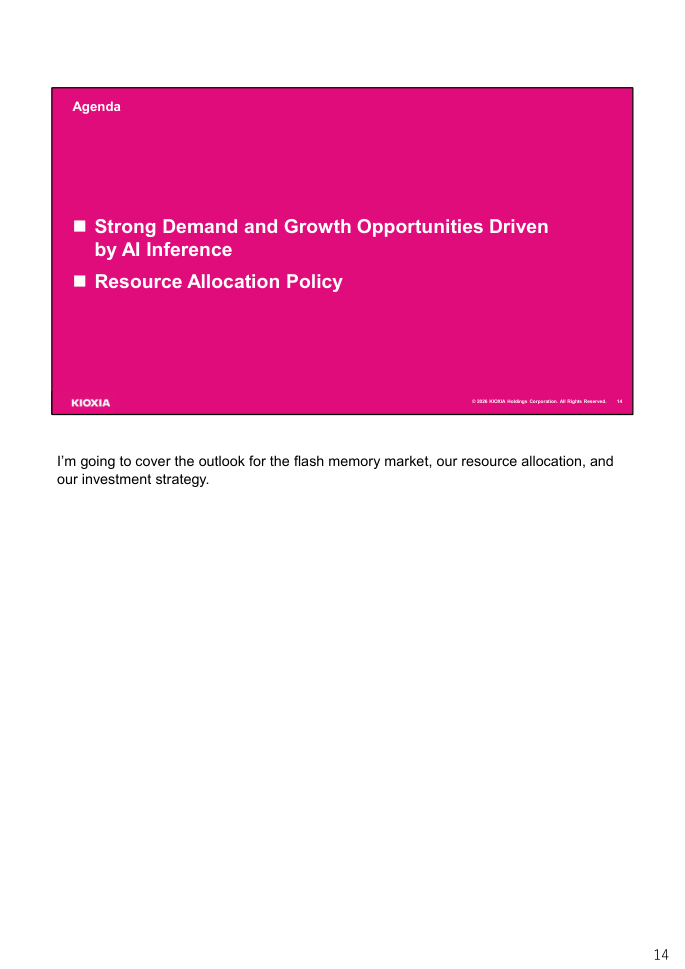 Agenda
■ Strong Demand and Growth Opportunities Driven
by AI Inference
■ Resource Allocation Policy
KIOXIA
© 2026 KIOXIA Holdings Corporation. All Rights Reserved. 14
I'm going to cover the outlook for the flash memory market, our resource allocation, and
our investment strategy.
14